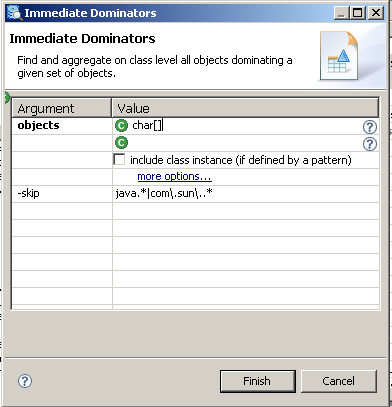 Immediate Dominators
Immediate Dominators
Find and aggregate on class level all objects dominating a
given set of objects.
Argument Value
objects C char[]
C
include class instance (if defined by a pattern)
more options...
-skip java.*|com\.sun\..*
Finish Cancel